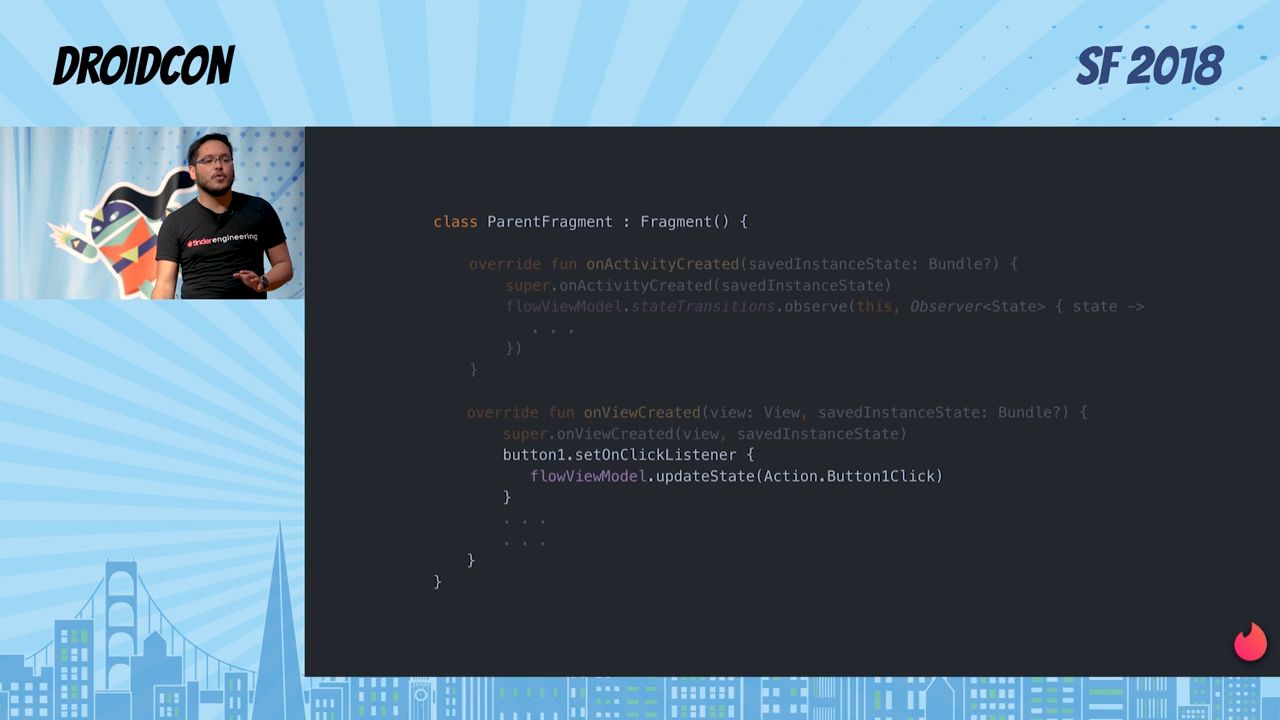 DROIDCON
SF 2018
tinderengineering
class ParentFragment : Fragment() {
override fun onActivityCreated(savedInstanceState: Bundle?) {
super.onActivityCreated(savedInstanceState)
flowViewModel.stateTransitions.observe(this, Observer<State> { state ->
. . .
})
}
override fun onViewCreated(view: View, savedInstanceState: Bundle?) {
super.onViewCreated(view, savedInstanceState)
button1.setOnClickListener {
flowViewModel.updateState(Action.Button1Click)
}
. . .
. . .
}
}